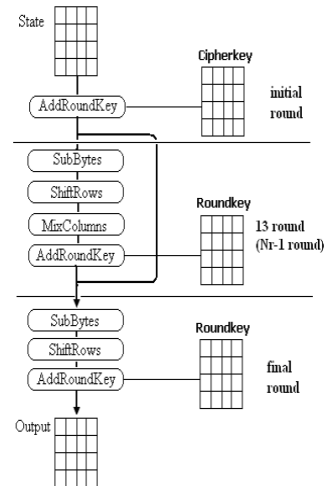 State
Cipherkey
AddRoundKey
initial
round
SubBytes
ShiftRows
MixColumns
AddRoundKey
Roundkey
13 round
(Nr-1 round)
SubBytes
ShiftRows
AddRoundKey
Roundkey
final
round
Output